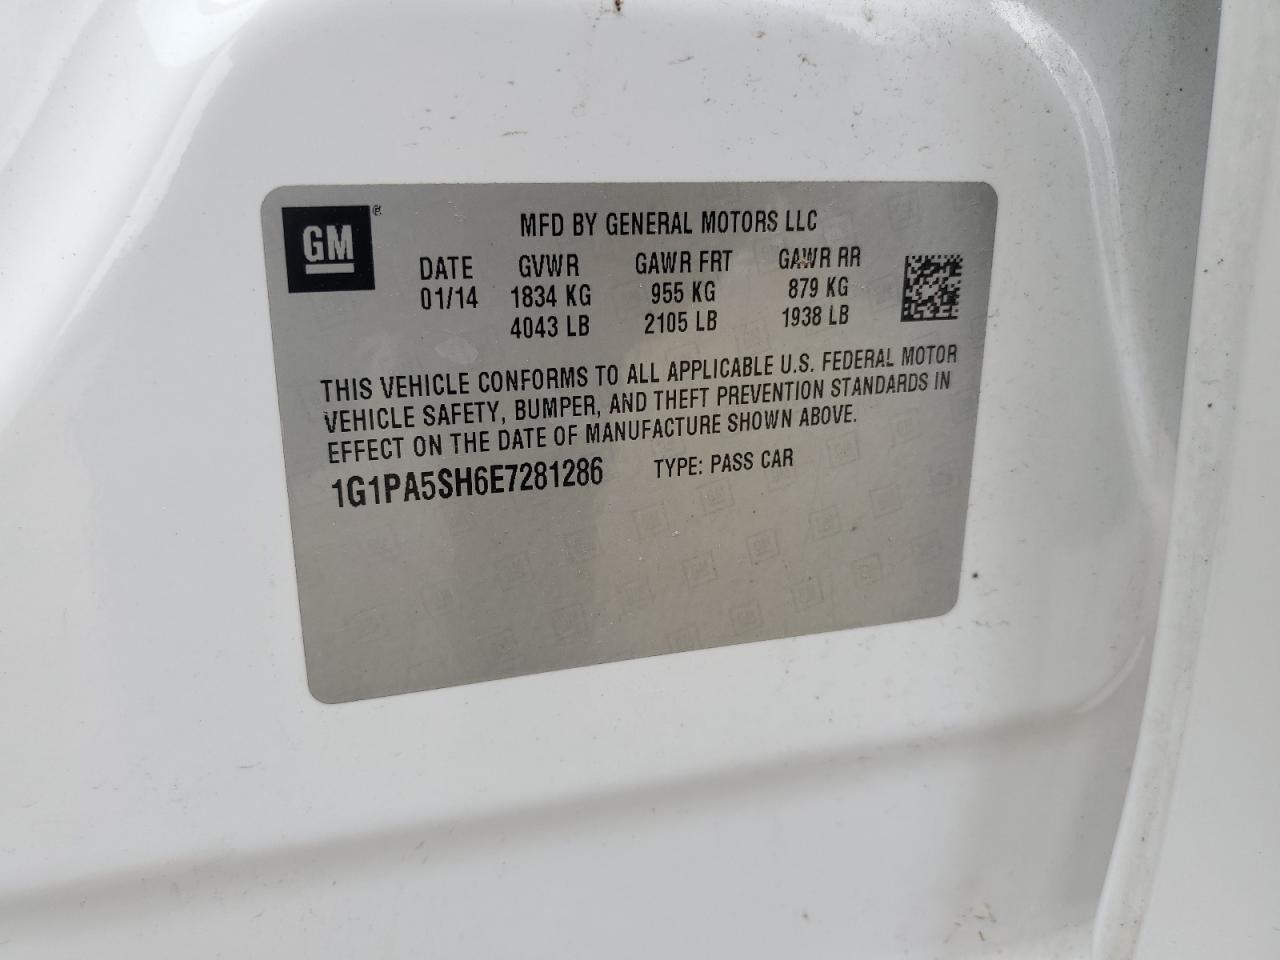 GM ®
MFD BY GENERAL MOTORS LLC
DATE GVWR GAWR FRT GAWR RR
01/14 1834 KG 955 KG 879 KG
4043 LB 2105 LB 1938 LB
THIS VEHICLE CONFORMS TO ALL APPLICABLE U.S. FEDERAL MOTOR
VEHICLE SAFETY, BUMPER, AND THEFT PREVENTION STANDARDS IN
EFFECT ON THE DATE OF MANUFACTURE SHOWN ABOVE.
1G1PA5SH6E7281286 TYPE: PASS CAR